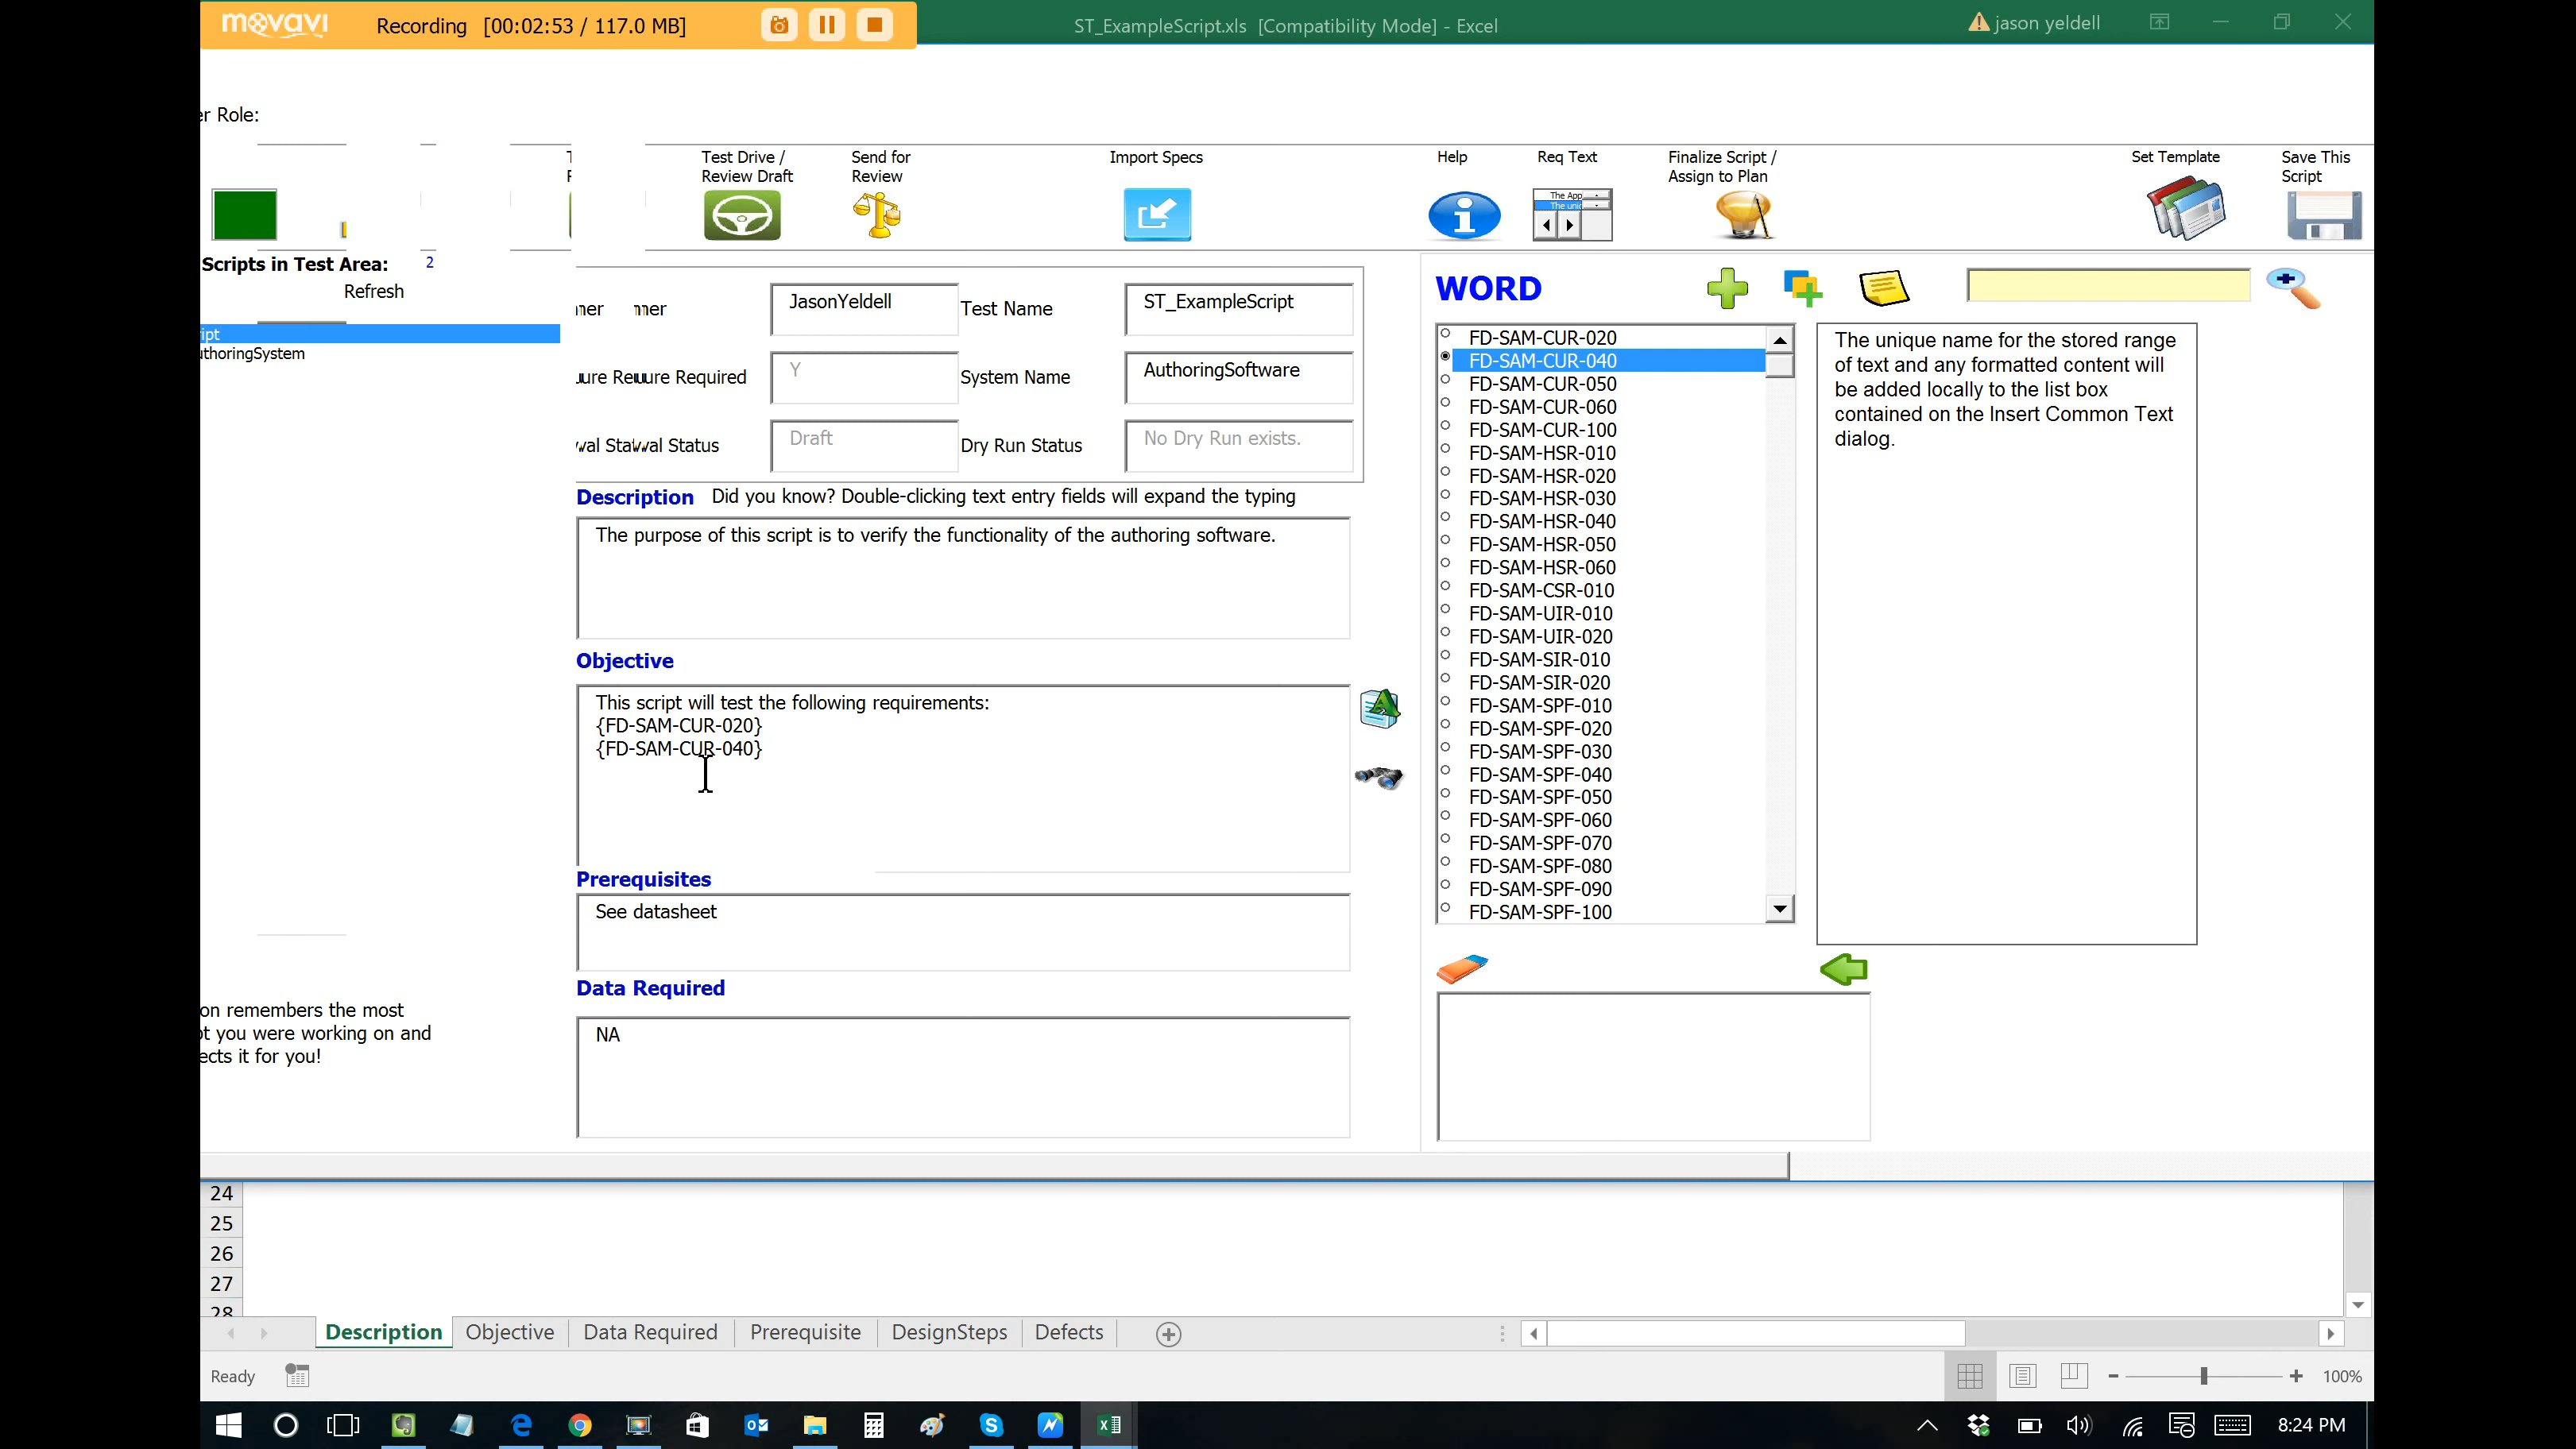 movavi
Recording [00:02:53 / 117.0 MB]
ST_ExampleScript.xls [Compatibility Mode] - Excel
jason yeldell
er Role:
Test Drive /
Review Draft
Send for
Review
Import Specs
Help
Req Text
Finalize Script /
Assign to Plan
Set Template
Save This
Script
The App
The uni
Scripts in Test Area: 2
Refresh
ipt
uthoringSystem
on remembers the most
ot you were working on and
ects it for you!
ner ner
JasonYeldell
Test Name
ST_ExampleScript
ure Re ure Required
Y
System Name
AuthoringSoftware
val Sta val Status
Draft
Dry Run Status
No Dry Run exists.
Description Did you know? Double-clicking text entry fields will expand the typing
The purpose of this script is to verify the functionality of the authoring software.
Objective
This script will test the following requirements:
{FD-SAM-CUR-020}
{FD-SAM-CUR-040}
Prerequisites
See datasheet
Data Required
NA
WORD
FD-SAM-CUR-020
FD-SAM-CUR-040
FD-SAM-CUR-050
FD-SAM-CUR-060
FD-SAM-CUR-100
FD-SAM-HSR-010
FD-SAM-HSR-020
FD-SAM-HSR-030
FD-SAM-HSR-040
FD-SAM-HSR-050
FD-SAM-HSR-060
FD-SAM-CSR-010
FD-SAM-UIR-010
FD-SAM-UIR-020
FD-SAM-SIR-010
FD-SAM-SIR-020
FD-SAM-SPF-010
FD-SAM-SPF-020
FD-SAM-SPF-030
FD-SAM-SPF-040
FD-SAM-SPF-050
FD-SAM-SPF-060
FD-SAM-SPF-070
FD-SAM-SPF-080
FD-SAM-SPF-090
FD-SAM-SPF-100
The unique name for the stored range
of text and any formatted content will
be added locally to the list box
contained on the Insert Common Text
dialog.
24
25
26
27
28
Description Objective Data Required Prerequisite DesignSteps Defects
Ready
100%
8:24 PM